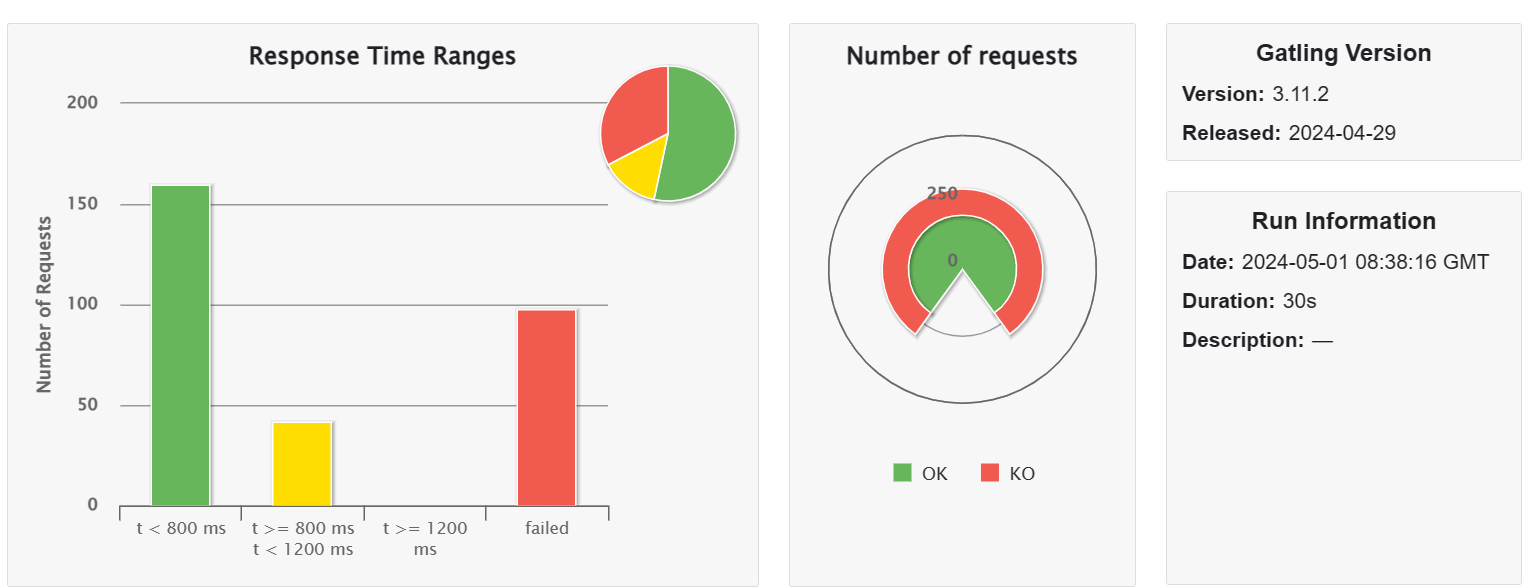 Response Time Ranges
200
150
100
50
0
Number of Requests
t < 800 ms
t >= 800 ms
t < 1200 ms
t >= 1200
ms
failed
Number of requests
250
0
OK
KO
Gatling Version
Version: 3.11.2
Released: 2024-04-29
Run Information
Date: 2024-05-01 08:38:16 GMT
Duration: 30s
Description: —